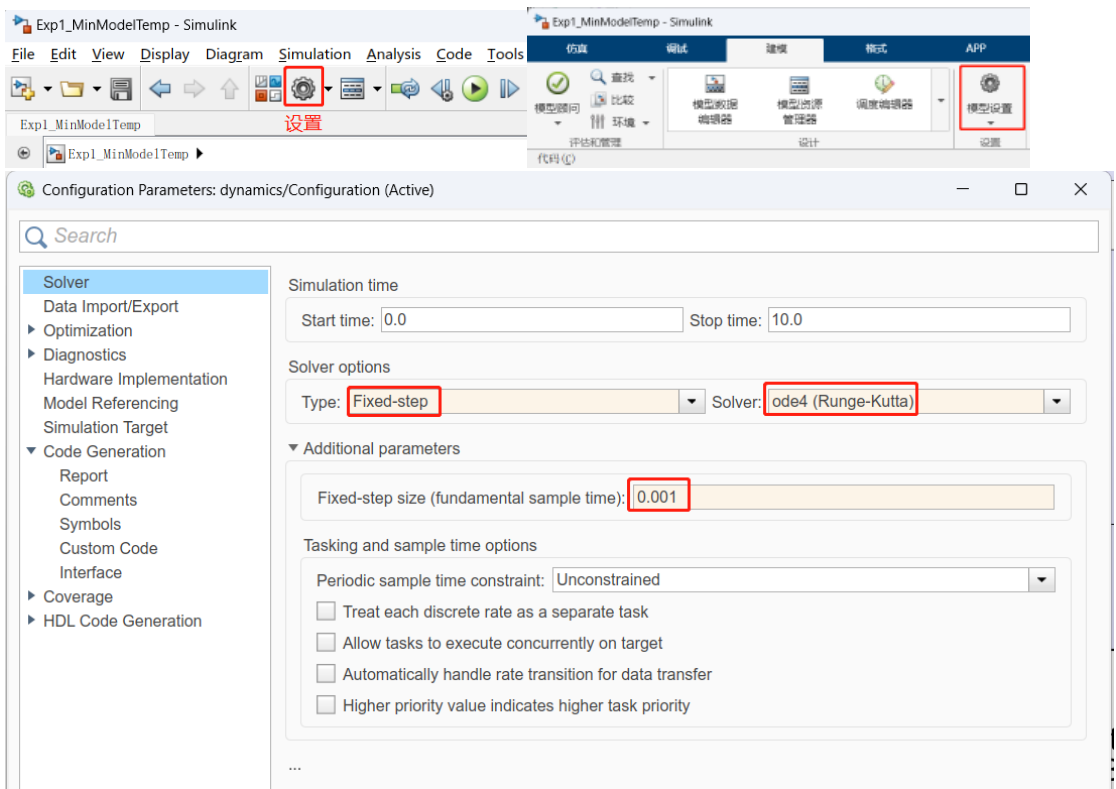 Exp1_MinModelTemp - Simulink
File Edit View Display Diagram Simulation Analysis Code Tools
设置
Exp1_MinModelTemp
Exp1_MinModelTemp
Exp1_MinModelTemp - Simulink
仿真 调试 建模 格式 APP
查找
比较
环境
模型顾问
模型数据
编辑器
模型资源
管理器
调度编辑器
模型设置
评估和管理 设计 设置
代码(C)
Configuration Parameters: dynamics/Configuration (Active)
Search
Solver
Data Import/Export
Optimization
Diagnostics
Hardware Implementation
Model Referencing
Simulation Target
Code Generation
Report
Comments
Symbols
Custom Code
Interface
Coverage
HDL Code Generation
Simulation time
Start time: 0.0 Stop time: 10.0
Solver options
Type: Fixed-step Solver: ode4 (Runge-Kutta)
Additional parameters
Fixed-step size (fundamental sample time): 0.001
Tasking and sample time options
Periodic sample time constraint: Unconstrained
Treat each discrete rate as a separate task
Allow tasks to execute concurrently on target
Automatically handle rate transition for data transfer
Higher priority value indicates higher task priority
...